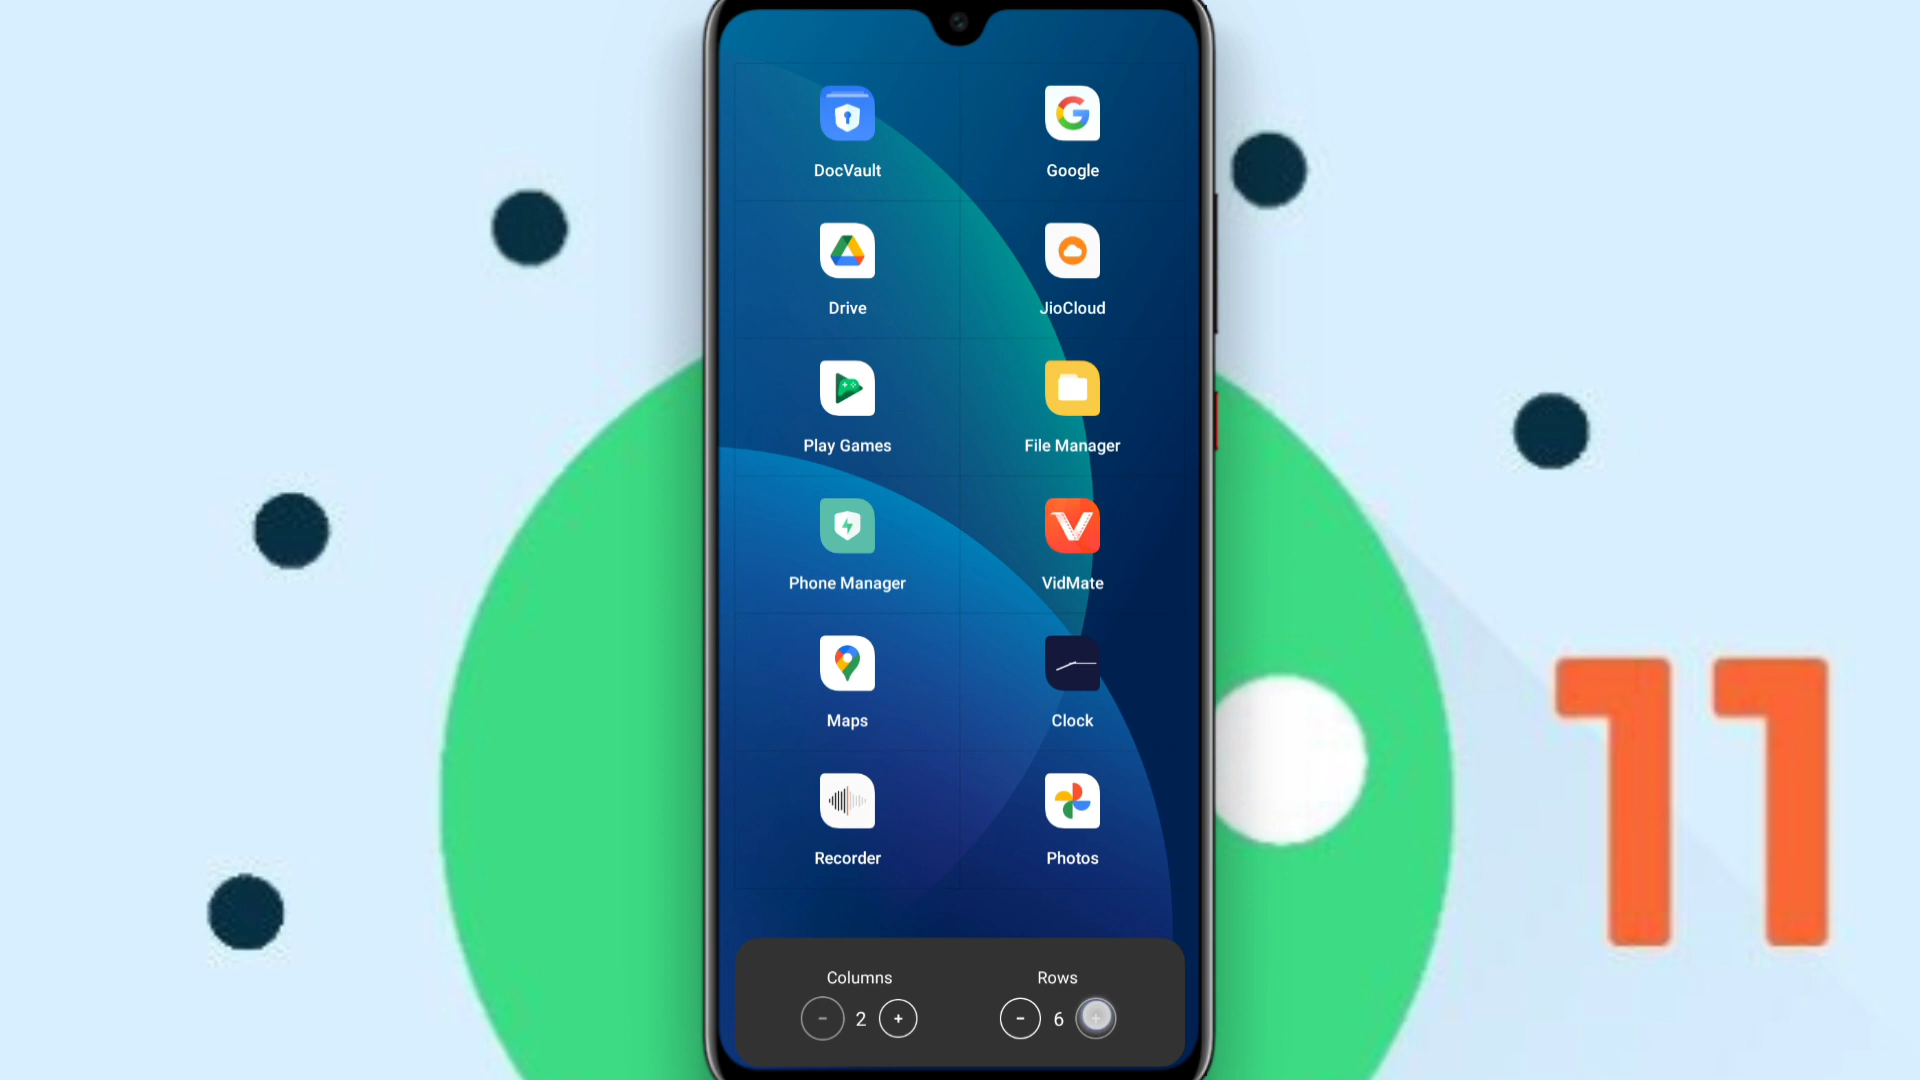 DocVault
Google
Drive
JioCloud
Play Games
File Manager
Phone Manager
VidMate
Maps
Clock
Recorder
Photos
Columns
Rows
− 2 +
− 6 +
11